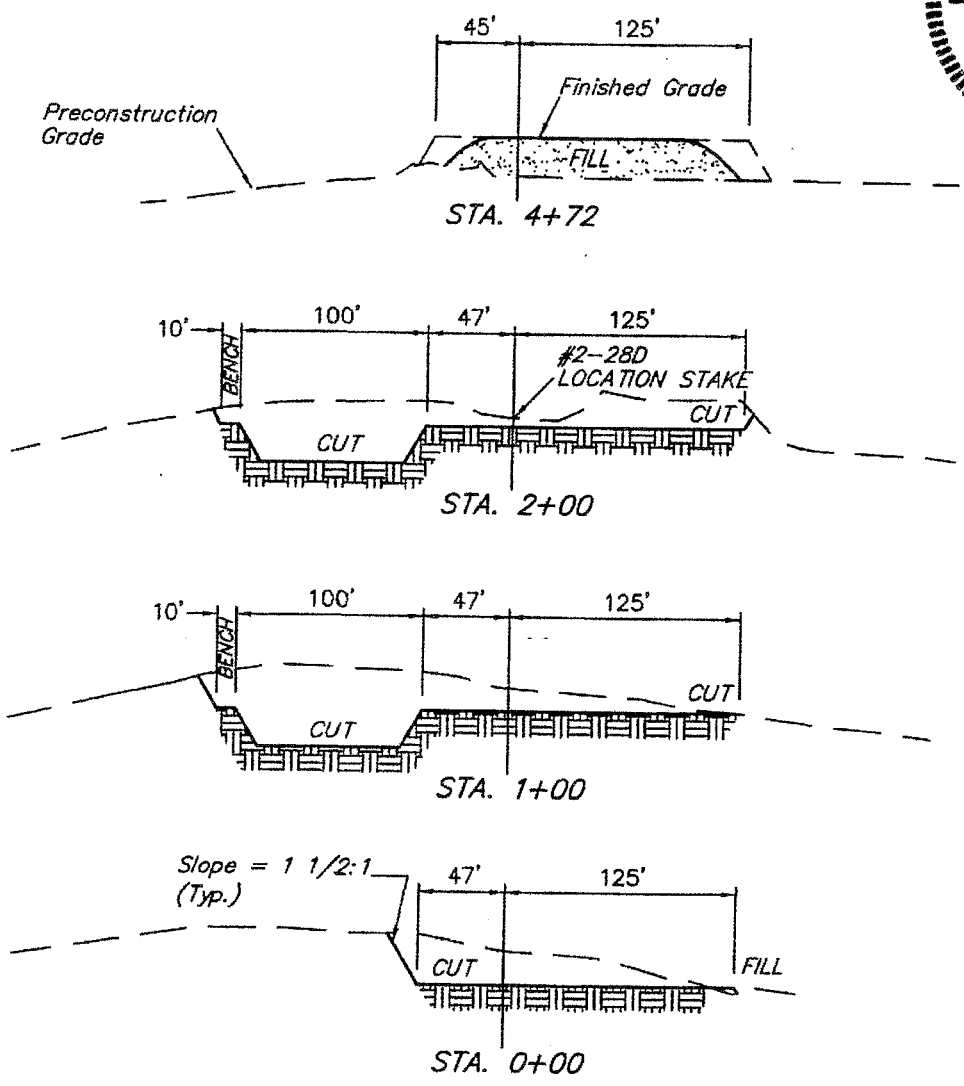 45' 125'
Preconstruction
Grade
Finished Grade
FILL
STA. 4+72
10' 100' 47' 125'
BENCH
#2-28D
LOCATION STAKE
CUT
CUT
STA. 2+00
10' 100' 47' 125'
BENCH
CUT
CUT
STA. 1+00
Slope = 1 1/2:1
(Typ.)
47' 125'
CUT
FILL
STA. 0+00